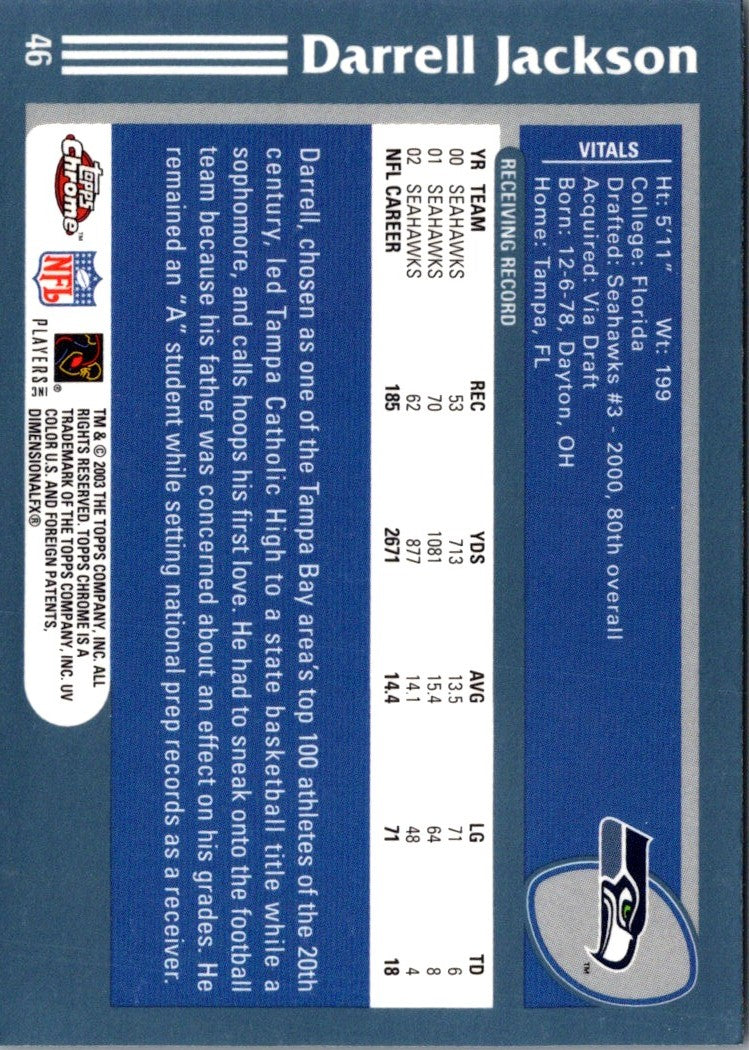 46
Darrell Jackson
VITALS
Ht: 5'11" Wt: 199
College: Florida
Drafted: Seahawks #3 - 2000, 80th overall
Acquired: Via Draft
Born: 12-6-78, Dayton, OH
Home: Tampa, FL
RECEIVING RECORD
YR TEAM REC YDS AVG LG TD
00 SEAHAWKS 53 713 13.5 71 6
01 SEAHAWKS 70 1081 15.4 64 8
02 SEAHAWKS 62 877 14.1 48 4
NFL CAREER 185 2671 14.4 71 18
Darrell, chosen as one of the Tampa Bay area's top 100 athletes of the 20th
century, led Tampa Catholic High to a state basketball title while a
sophomore, and calls hoops his first love. He had to sneak onto the football
team because his father was concerned about an effect on his grades. He
remained an "A" student while setting national prep records as a receiver.
Topps
Chrome™
NFL
PLAYERS INC
®
TM & © 2003 THE TOPPS COMPANY, INC. ALL
RIGHTS RESERVED. TOPPS CHROME IS A
TRADEMARK OF THE TOPPS COMPANY, INC. UV
COLOR U.S. AND FOREIGN PATENTS,
DIMENSIONALFX®
TM